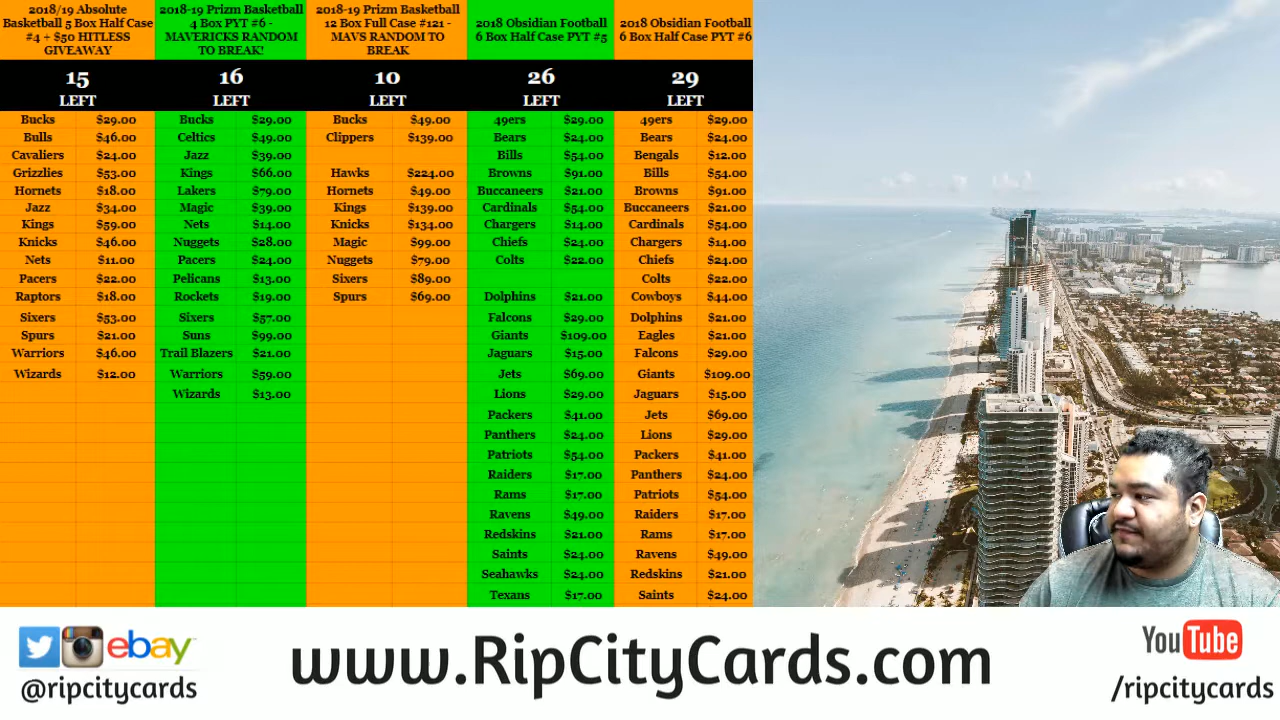 2018/19 Absolute
Basketball 5 Box Half Case
#4 + $50 HITLESS
GIVEAWAY
15
LEFT
Bucks $29.00
Bulls $46.00
Cavaliers $24.00
Grizzlies $53.00
Hornets $18.00
Jazz $34.00
Kings $59.00
Knicks $46.00
Nets $11.00
Pacers $22.00
Raptors $18.00
Sixers $53.00
Spurs $21.00
Warriors $46.00
Wizards $12.00
2018-19 Prizm Basketball
4 Box PYT #6 -
MAVERICKS RANDOM
TO BREAK!
16
LEFT
Bucks $29.00
Celtics $49.00
Jazz $39.00
Kings $66.00
Lakers $79.00
Magic $39.00
Nets $14.00
Nuggets $28.00
Pacers $24.00
Pelicans $13.00
Rockets $19.00
Sixers $57.00
Suns $99.00
Trail Blazers $21.00
Warriors $59.00
Wizards $13.00
2018-19 Prizm Basketball
12 Box Full Case #121 -
MAVS RANDOM TO
BREAK
10
LEFT
Bucks $49.00
Clippers $139.00
Hawks $224.00
Hornets $49.00
Kings $139.00
Knicks $134.00
Magic $99.00
Nuggets $79.00
Sixers $89.00
Spurs $69.00
2018 Obsidian Football
6 Box Half Case PYT #5
26
LEFT
49ers $29.00
Bears $24.00
Bills $54.00
Browns $91.00
Buccaneers $21.00
Cardinals $54.00
Chargers $14.00
Chiefs $24.00
Colts $22.00
Dolphins $21.00
Falcons $29.00
Giants $109.00
Jaguars $15.00
Jets $69.00
Lions $29.00
Packers $41.00
Panthers $24.00
Patriots $54.00
Raiders $17.00
Rams $17.00
Ravens $49.00
Redskins $21.00
Saints $24.00
Seahawks $24.00
Texans $17.00
2018 Obsidian Football
6 Box Half Case PYT #6
29
LEFT
49ers $29.00
Bears $24.00
Bengals $12.00
Bills $54.00
Browns $91.00
Buccaneers $21.00
Cardinals $54.00
Chargers $14.00
Chiefs $24.00
Colts $22.00
Cowboys $44.00
Dolphins $21.00
Eagles $21.00
Falcons $29.00
Giants $109.00
Jaguars $15.00
Jets $69.00
Lions $29.00
Packers $41.00
Panthers $24.00
Patriots $54.00
Raiders $17.00
Rams $17.00
Ravens $49.00
Redskins $21.00
Saints $24.00
ebay
@ripcitycards
www.RipCityCards.com
YouTube
/ripcitycards